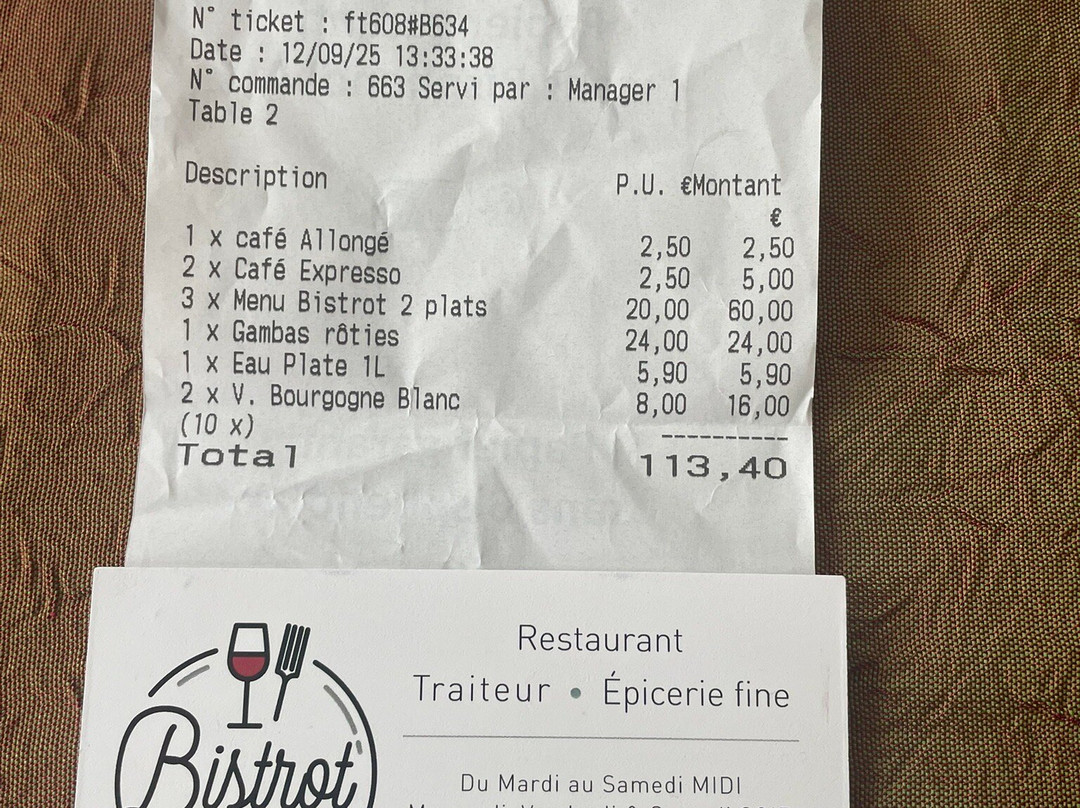 N° ticket : ft608#B634
Date : 12/09/25 13:33:38
N° commande : 663 Servi par : Manager 1
Table 2
Description P.U. €Montant
€
1 x café Allongé 2,50 2,50
2 x Café Expresso 2,50 5,00
3 x Menu Bistrot 2 plats 20,00 60,00
1 x Gambas rôties 24,00 24,00
1 x Eau Plate 1L 5,90 5,90
2 x V. Bourgogne Blanc 8,00 16,00
(10 x) ----------
Total 113,40
Bistrot
Restaurant
Traiteur • Épicerie fine
Du Mardi au Samedi MIDI